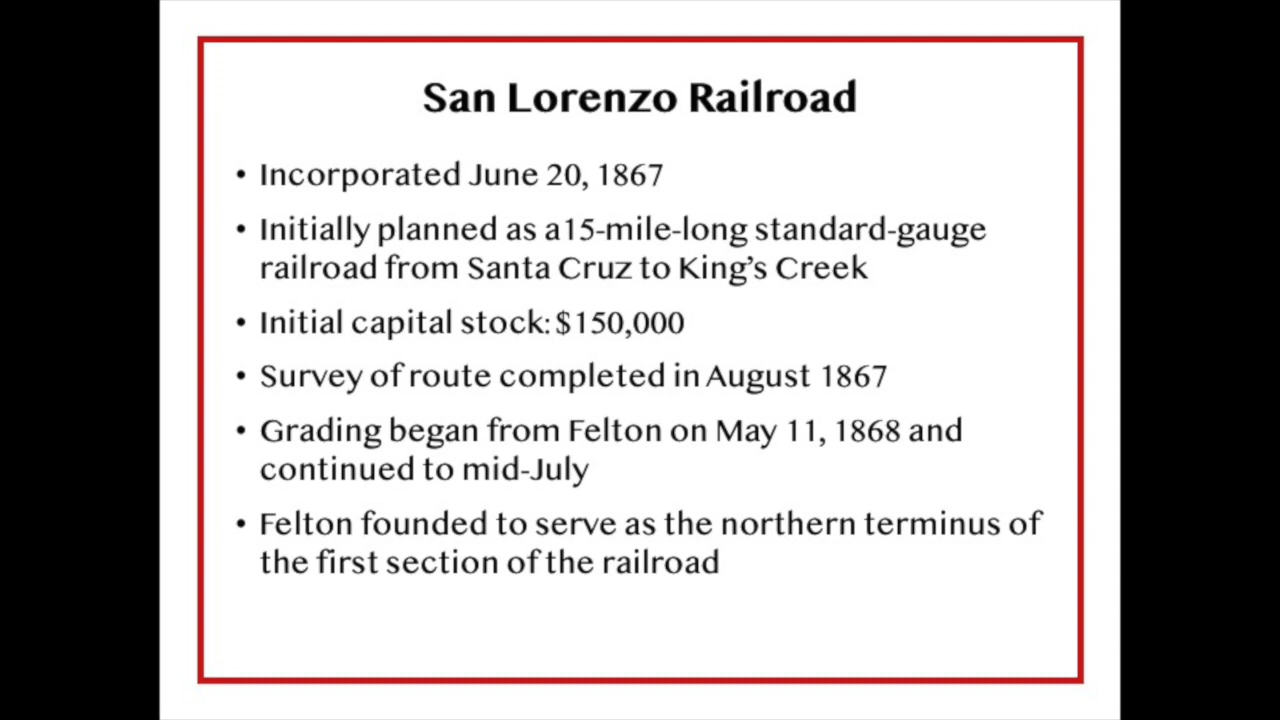 San Lorenzo Railroad
• Incorporated June 20, 1867
• Initially planned as a15-mile-long standard-gauge
railroad from Santa Cruz to King’s Creek
• Initial capital stock: $150,000
• Survey of route completed in August 1867
• Grading began from Felton on May 11, 1868 and
continued to mid-July
• Felton founded to serve as the northern terminus of
the first section of the railroad